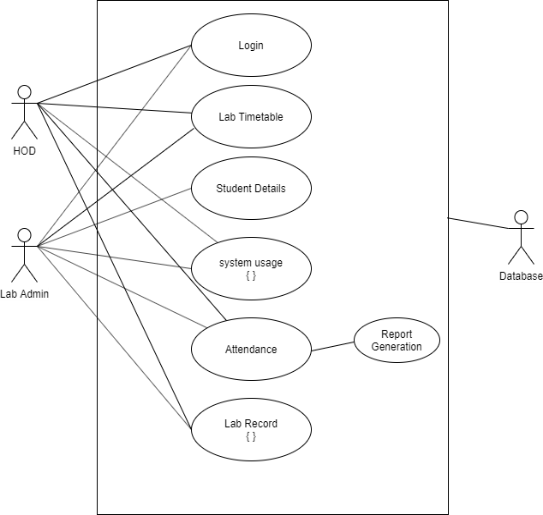 Login
Lab Timetable
HOD
Student Details
system usage
{ }
Lab Admin
Database
Attendance
Report
Generation
Lab Record
{ }